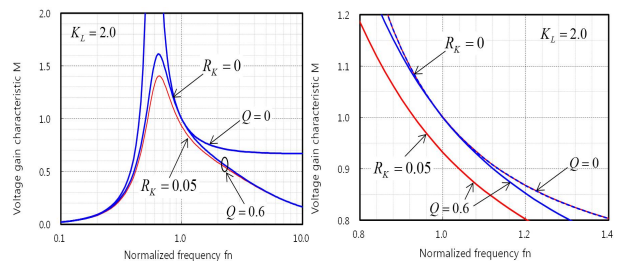 Voltage gain characteristic M
2.0
1.5
1.0
0.5
0.0
K_L = 2.0
R_K = 0
Q = 0
R_K = 0.05
Q = 0.6
0.1 1.0 10.0
Normalized frequency fn
Voltage gain characteristic M
1.2
1.1
1.0
0.9
0.8
K_L = 2.0
R_K = 0
R_K = 0.05
Q = 0
Q = 0.6
0.8 1.0 1.2 1.4
Normalized frequency fn